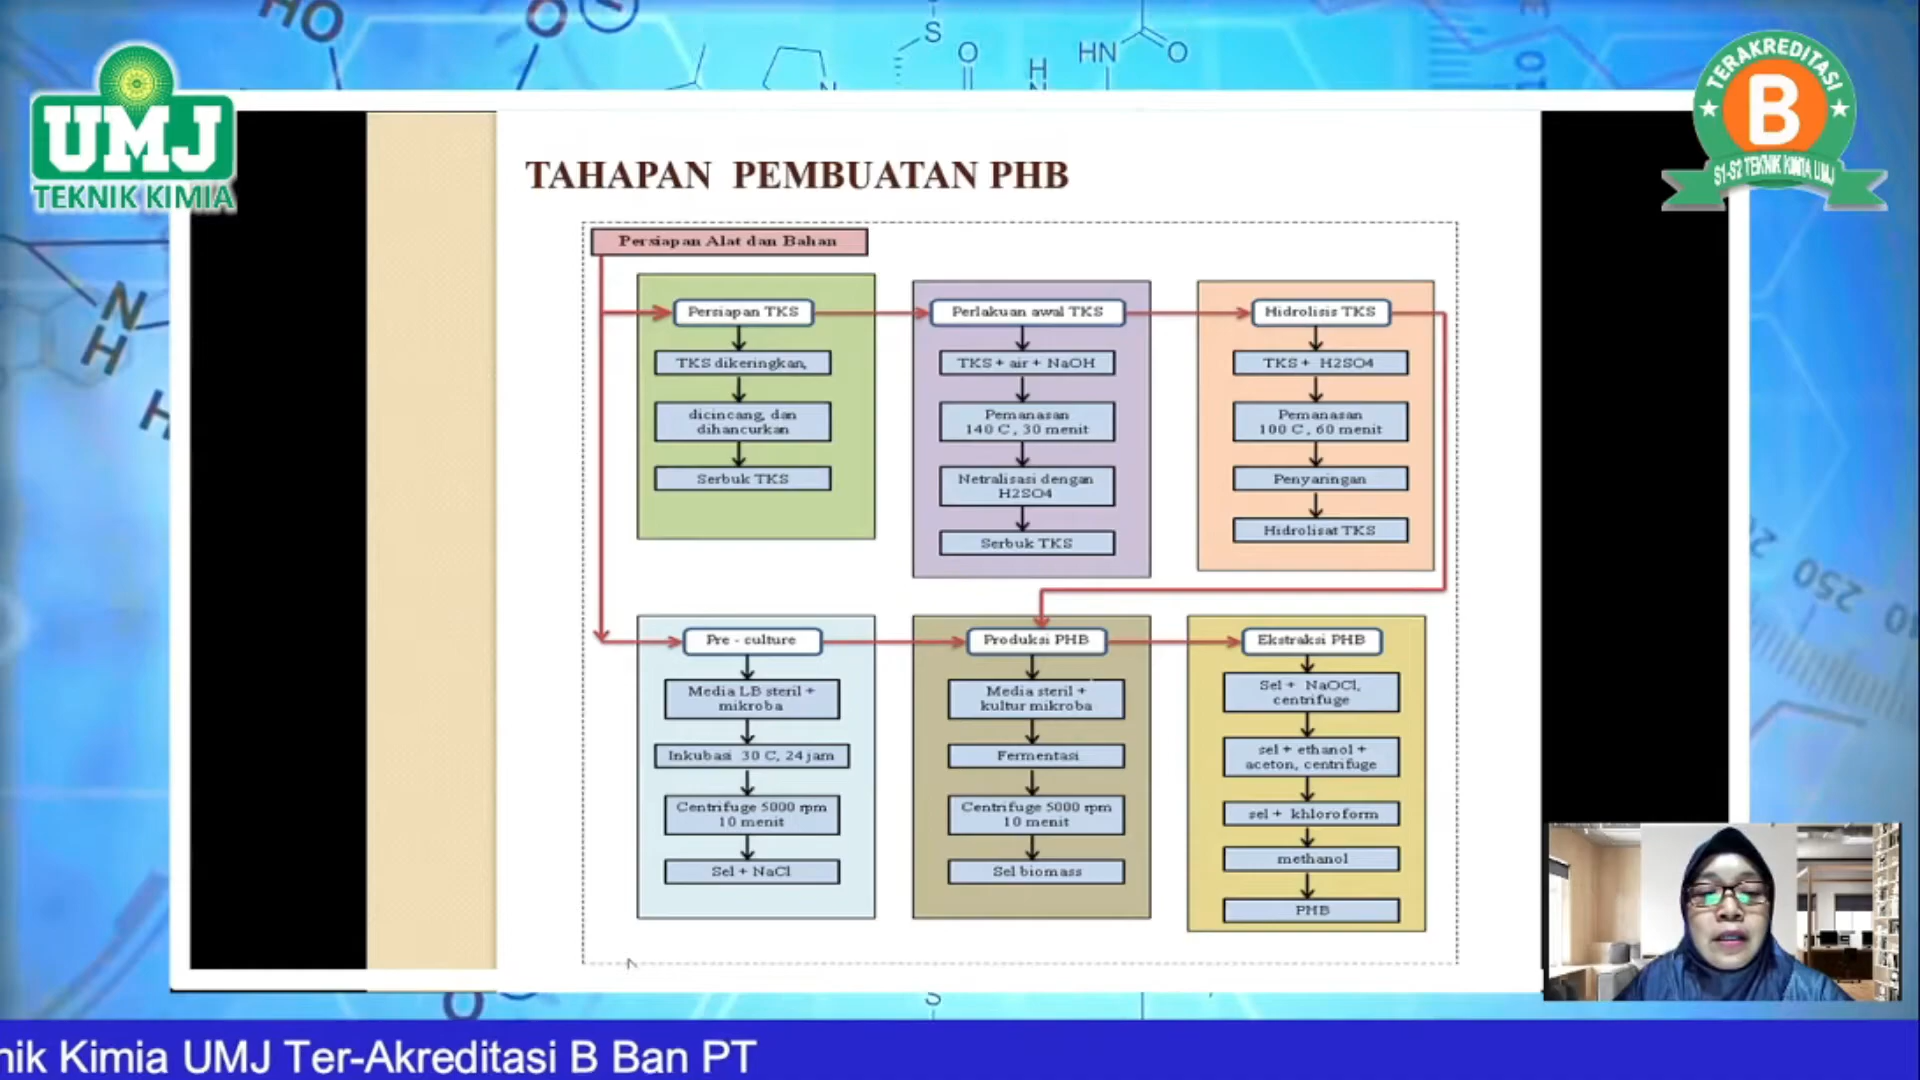 HO
O
S
O
HN
O
H
N
UMJ
TEKNIK KIMIA
TERAKREDITASI
B
S1-S2 TEKNIK KIMIA UMJ
TAHAPAN PEMBUATAN PHB
Persiapan Alat dan Bahan
Persiapan TKS
TKS dikeringkan,
dicincang, dan
dihancurkan
Serbuk TKS
Perlakuan awal TKS
TKS + air + NaOH
Pemanasan
140 C, 30 menit
Netralisasi dengan
H2SO4
Serbuk TKS
Hidrolisis TKS
TKS + H2SO4
Pemanasan
100 C, 60 menit
Penyaringan
Hidrolisat TKS
Pre - culture
Media LB steril +
mikroba
Inkubasi 30 C, 24 jam
Centrifuge 5000 rpm
10 menit
Sel + NaCl
Produksi PHB
Media steril +
kultur mikroba
Fermentasi
Centrifuge 5000 rpm
10 menit
Sel biomass
Ekstraksi PHB
Sel + NaOCl,
centrifuge
sel + ethanol +
aceton, centrifuge
sel + khloroform
methanol
PHB
N
H
H
250
O
S
nik Kimia UMJ Ter-Akreditasi B Ban PT